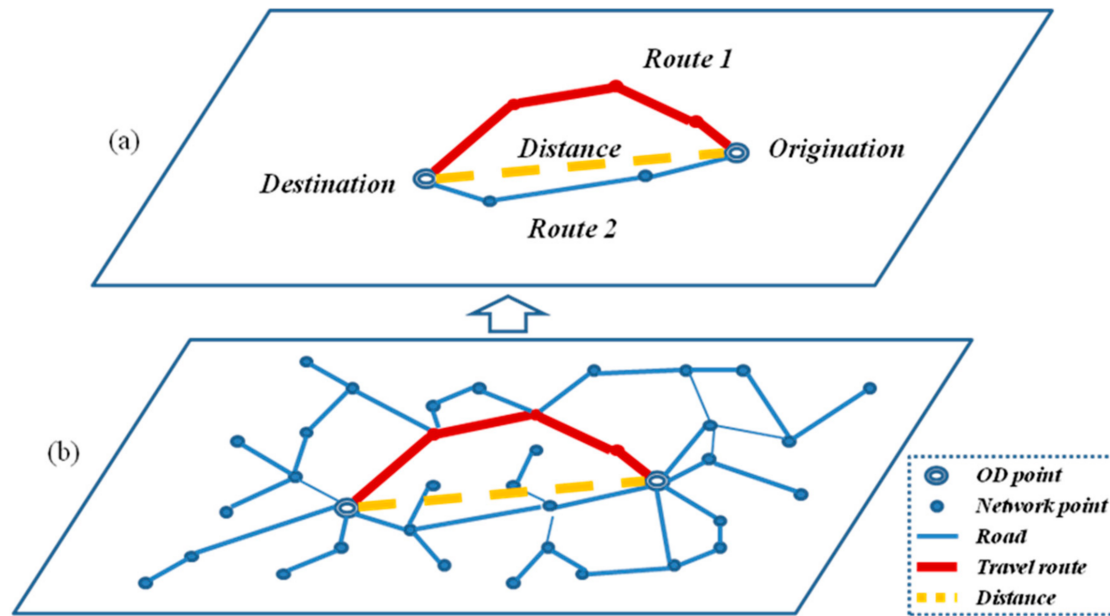 Route 1
(a)
Distance
Origination
Destination
Route 2
(b)
OD point
Network point
Road
Travel route
Distance